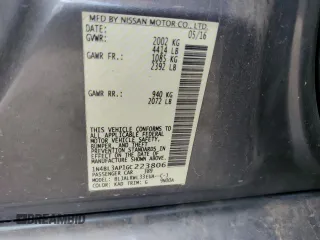 MFD BY NISSAN MOTOR CO., LTD.
DATE: 05/16
GVWR: 2002 KG
4414 LB
GAWR FR.: 1085 KG
2392 LB
GAWR RR.: 940 KG
2072 LB
THIS VEHICLE CONFORMS TO ALL
APPLICABLE FEDERAL MOTOR
VEHICLE SAFETY, BUMPER,
AND THEFT PREVENTION STANDARDS
IN EFFECT ON THE DATE OF
MANUFACTURE SHOWN ABOVE.
1N4BL3AP1GC223806
PASSENGER CAR
MODEL:
COLOR: KAD TRIM: G